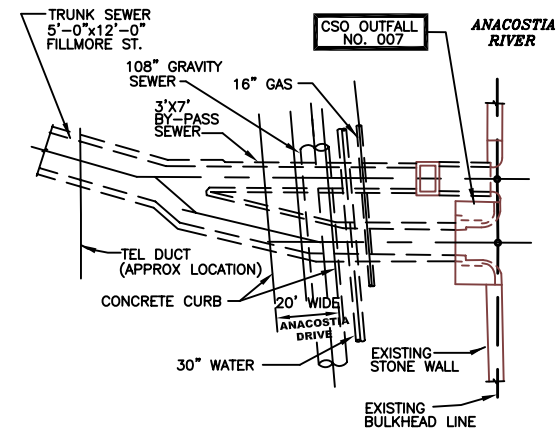 TRUNK SEWER
5'-0"x12'-0"
FILLMORE ST.
CSO OUTFALL
NO. 007
ANACOSTIA
RIVER
108" GRAVITY
SEWER
16" GAS
3'X7'
BY-PASS
SEWER
TEL DUCT
(APPROX LOCATION)
CONCRETE CURB
20' WIDE
ANACOSTIA
DRIVE
30" WATER
EXISTING
STONE WALL
EXISTING
BULKHEAD LINE